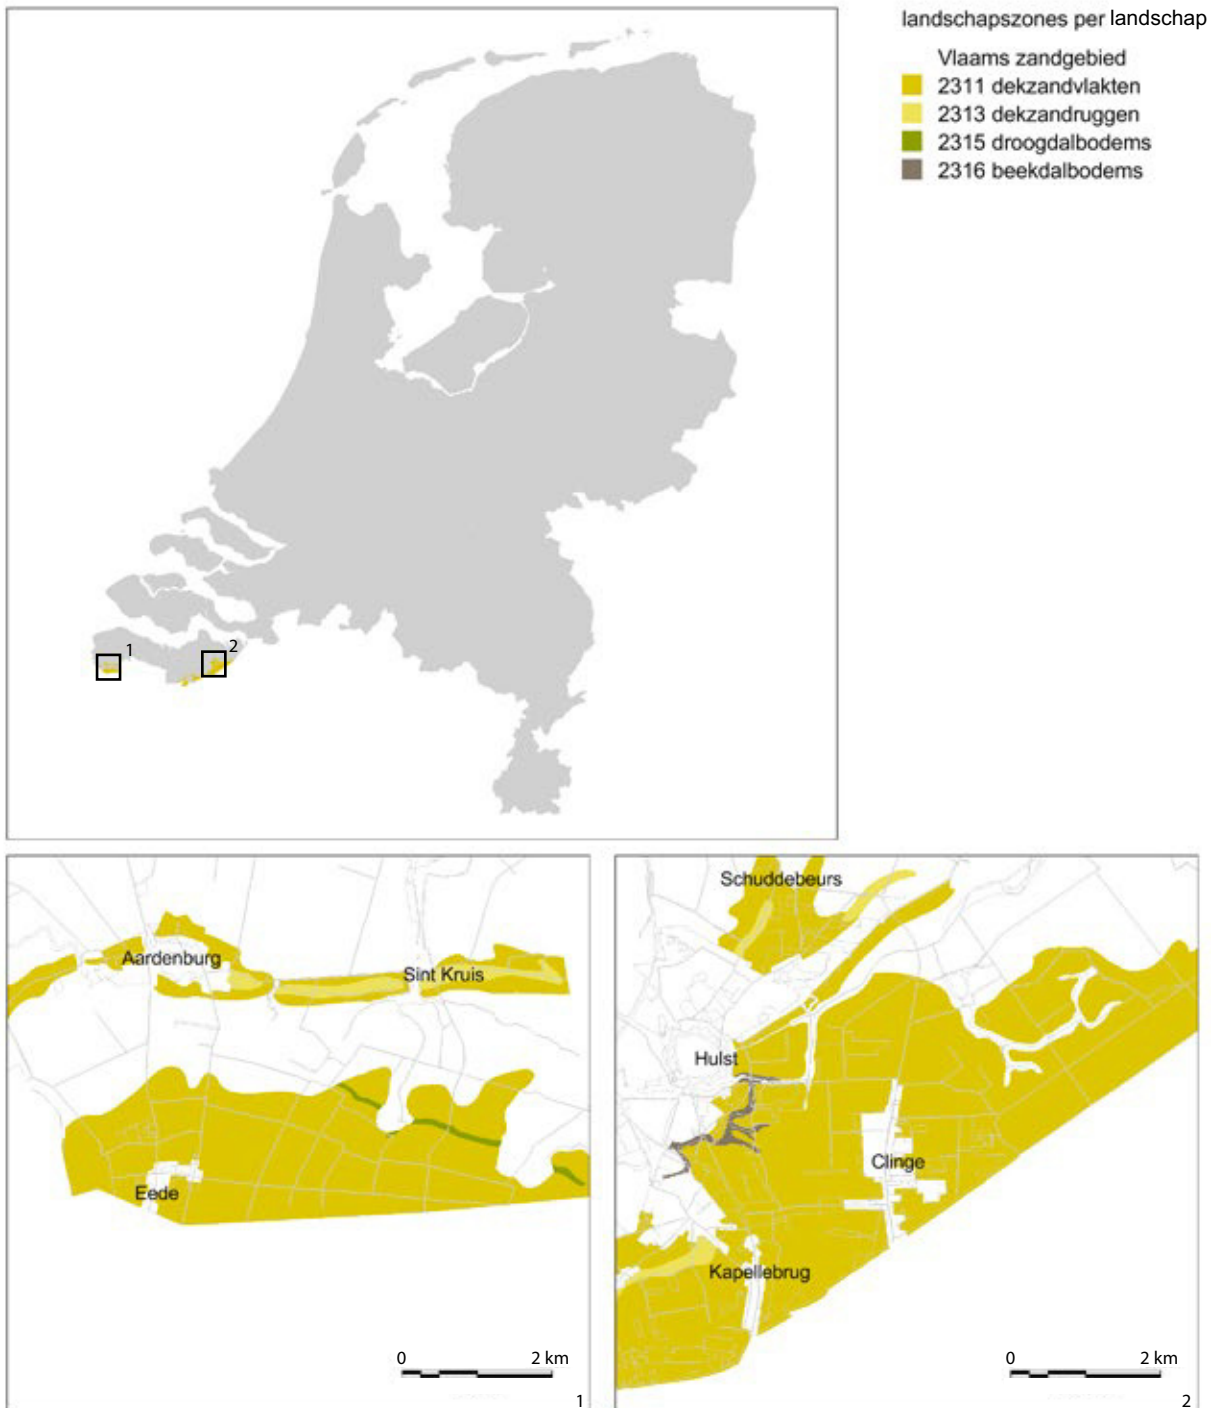 landschapszones per landschap
Vlaams zandgebied
2311 dekzandvlakten
2313 dekzandruggen
2315 droogdalbodems
2316 beekdalbodems
1
2
Aardenburg
Sint Kruis
Eede
0 2 km
1
Schuddebeurs
Hulst
Clinge
Kapellebrug
0 2 km
2